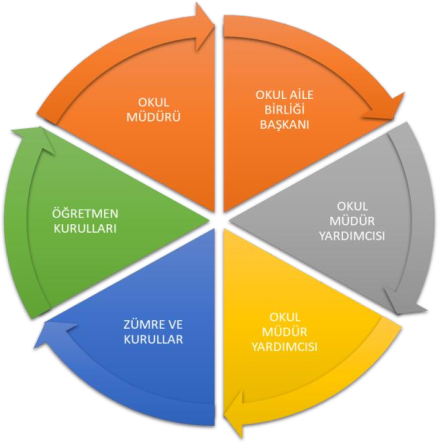 OKUL
MÜDÜRÜ
OKUL AİLE
BİRLİĞİ
BAŞKANI
OKUL
MÜDÜR
YARDIMCISI
OKUL
MÜDÜR
YARDIMCISI
ZÜMRE VE
KURULLAR
ÖĞRETMEN
KURULLARI